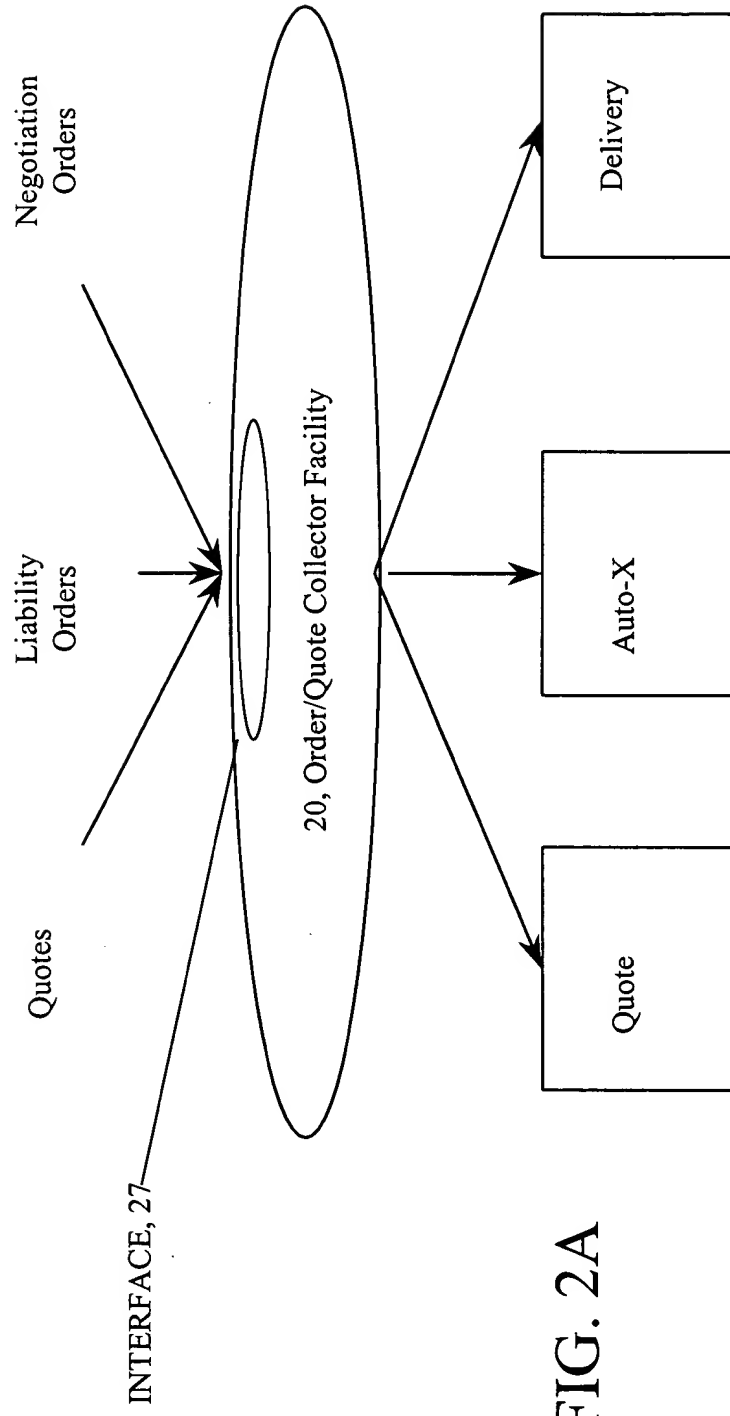 Quotes
Liability
Orders
Negotiation
Orders
INTERFACE, 27
20, Order/Quote Collector Facility
Quote
Auto-X
Delivery
FIG. 2A